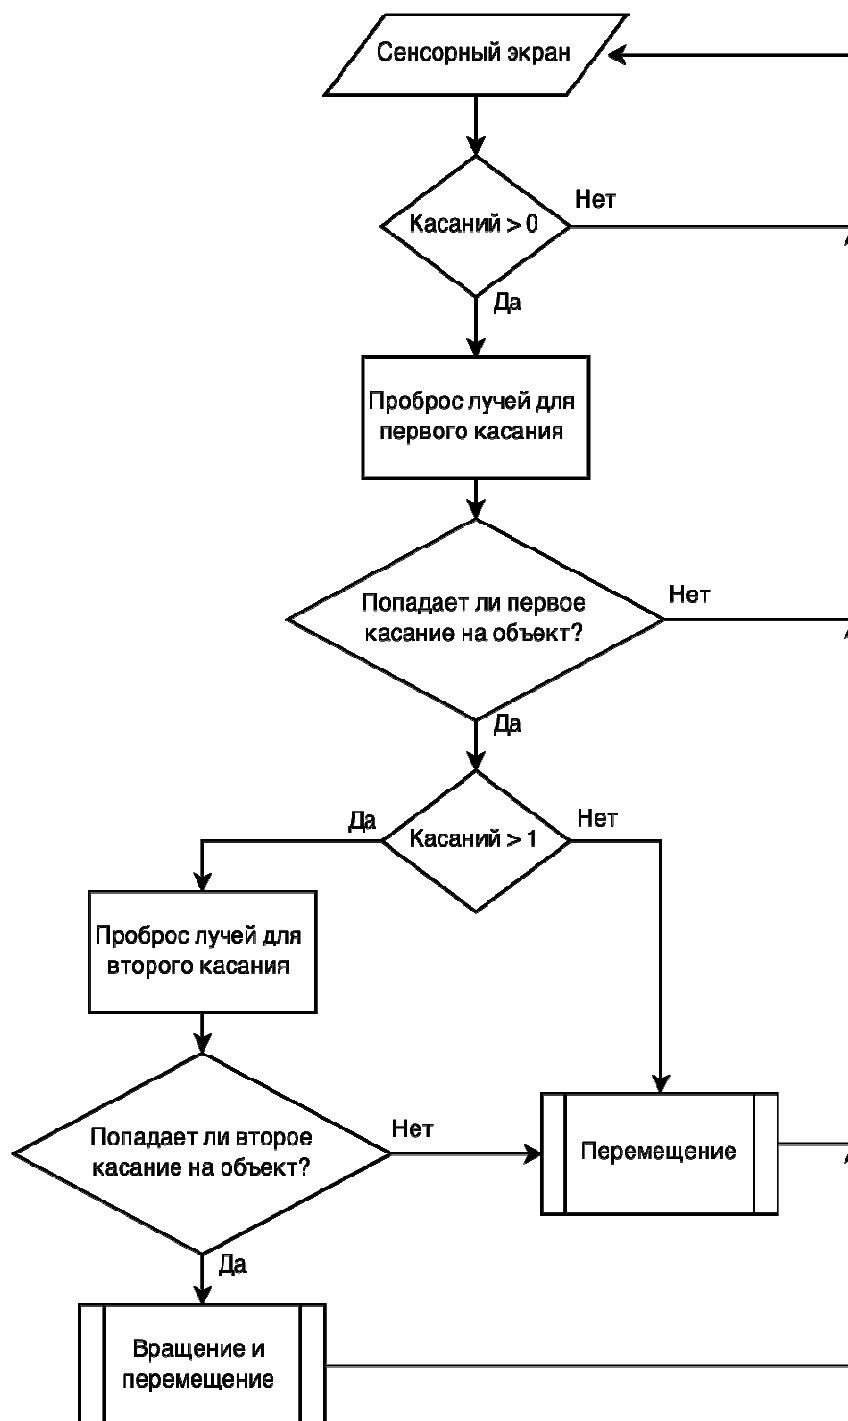 Сенсорный экран
Касаний > 0
Нет
Да
Проброс лучей для
первого касания
Попадает ли первое
касание на объект?
Нет
Да
Касаний > 1
Да
Нет
Проброс лучей для
второго касания
Попадает ли второе
касание на объект?
Нет
Перемещение
Да
Вращение и
перемещение